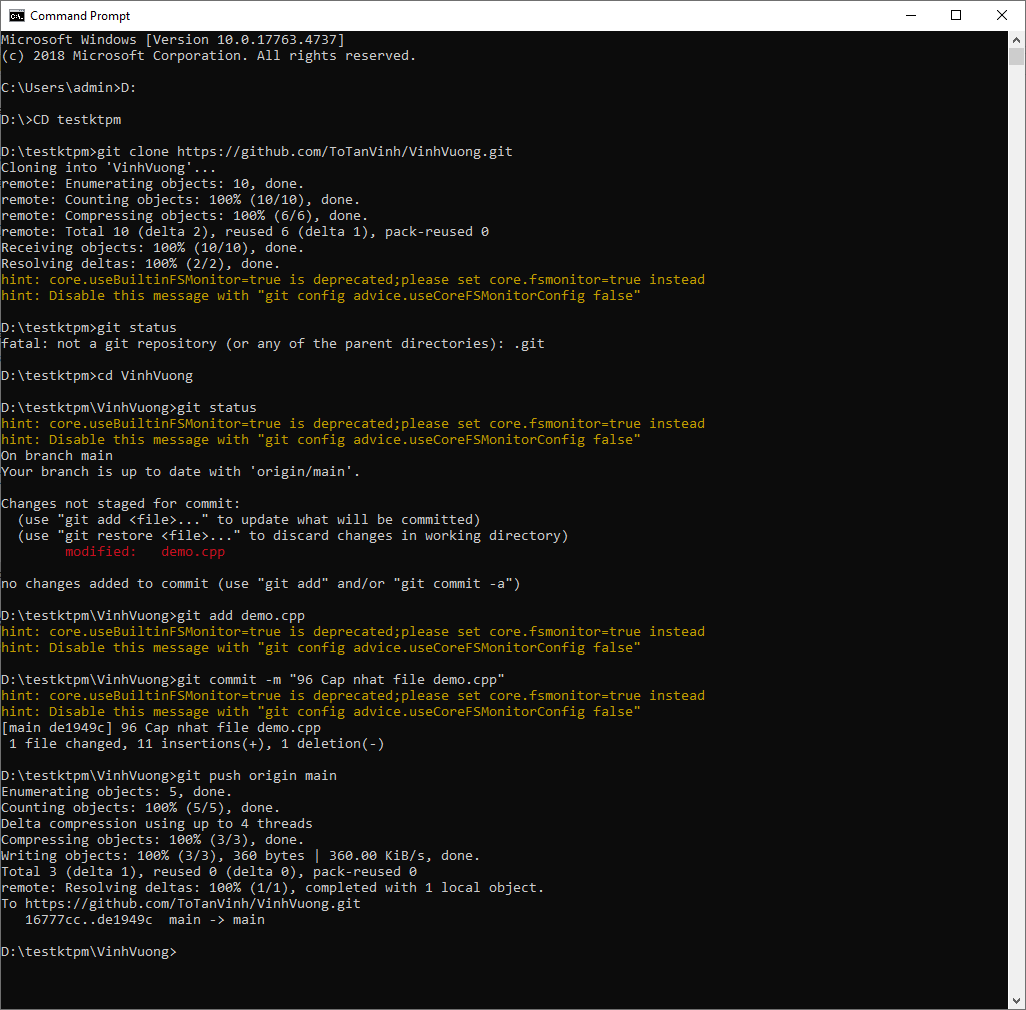 Command Prompt
Microsoft Windows [Version 10.0.17763.4737]
(c) 2018 Microsoft Corporation. All rights reserved.
C:\Users\admin>D:
D:\>CD testktpm
D:\testktpm>git clone https://github.com/ToTanVinh/VinhVuong.git
Cloning into 'VinhVuong'...
remote: Enumerating objects: 10, done.
remote: Counting objects: 100% (10/10), done.
remote: Compressing objects: 100% (6/6), done.
remote: Total 10 (delta 2), reused 6 (delta 1), pack-reused 0
Receiving objects: 100% (10/10), done.
Resolving deltas: 100% (2/2), done.
hint: core.useBuiltinFSMonitor=true is deprecated;please set core.fsmonitor=true instead
hint: Disable this message with "git config advice.useCoreFSMonitorConfig false"
D:\testktpm>git status
fatal: not a git repository (or any of the parent directories): .git
D:\testktpm>cd VinhVuong
D:\testktpm\VinhVuong>git status
hint: core.useBuiltinFSMonitor=true is deprecated;please set core.fsmonitor=true instead
hint: Disable this message with "git config advice.useCoreFSMonitorConfig false"
On branch main
Your branch is up to date with 'origin/main'.
Changes not staged for commit:
  (use "git add <file>..." to update what will be committed)
  (use "git restore <file>..." to discard changes in working directory)
        modified:   demo.cpp
no changes added to commit (use "git add" and/or "git commit -a")
D:\testktpm\VinhVuong>git add demo.cpp
hint: core.useBuiltinFSMonitor=true is deprecated;please set core.fsmonitor=true instead
hint: Disable this message with "git config advice.useCoreFSMonitorConfig false"
D:\testktpm\VinhVuong>git commit -m "96 Cap nhat file demo.cpp"
hint: core.useBuiltinFSMonitor=true is deprecated;please set core.fsmonitor=true instead
hint: Disable this message with "git config advice.useCoreFSMonitorConfig false"
[main de1949c] 96 Cap nhat file demo.cpp
 1 file changed, 11 insertions(+), 1 deletion(-)
D:\testktpm\VinhVuong>git push origin main
Enumerating objects: 5, done.
Counting objects: 100% (5/5), done.
Delta compression using up to 4 threads
Compressing objects: 100% (3/3), done.
Writing objects: 100% (3/3), 360 bytes | 360.00 KiB/s, done.
Total 3 (delta 1), reused 0 (delta 0), pack-reused 0
remote: Resolving deltas: 100% (1/1), completed with 1 local object.
To https://github.com/ToTanVinh/VinhVuong.git
   16777cc..de1949c  main -> main
D:\testktpm\VinhVuong>